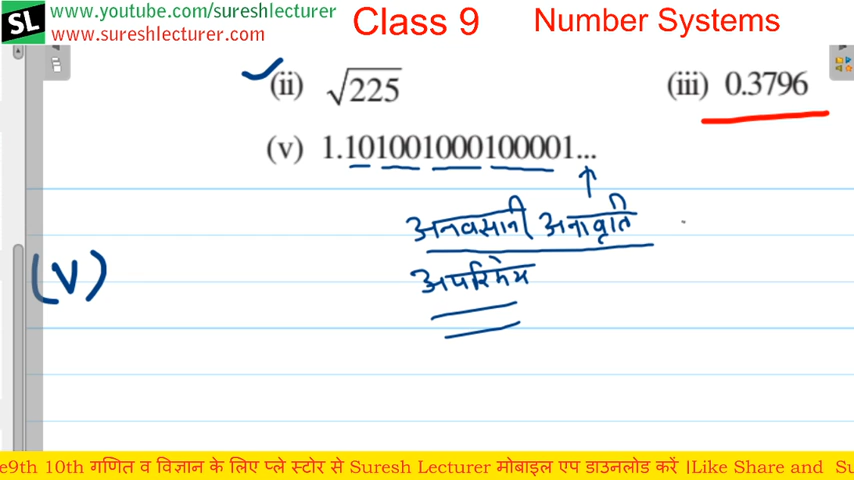 SL www.youtube.com/sureshlecturer
www.sureshlecturer.com
Class 9 Number Systems
(ii) √225 (iii) 0.3796
(v) 1.101001000100001...
अनवसानी अनावृति
(V)
अपरिमेय
e9th 10th गणित व विज्ञान के लिए प्ले स्टोर से Suresh Lecturer मोबाइल एप डाउनलोड करें ।Like Share and Su